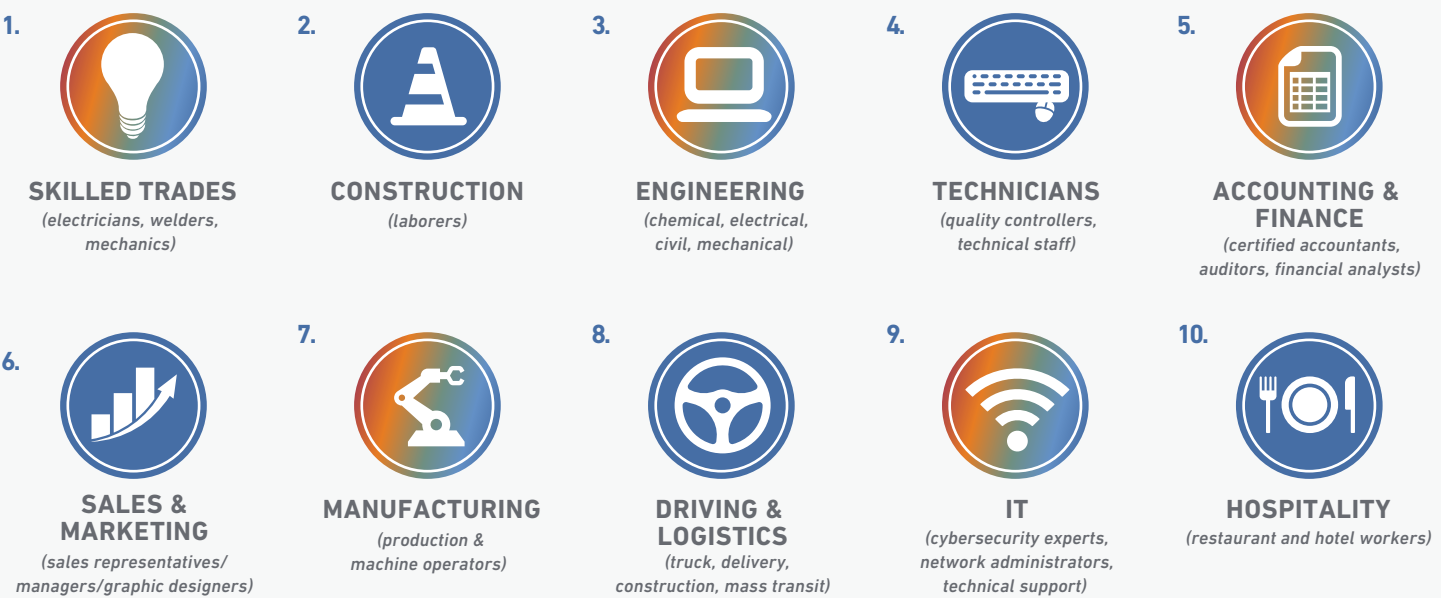 1.
SKILLED TRADES
(electricians, welders,
mechanics)
2.
CONSTRUCTION
(laborers)
3.
ENGINEERING
(chemical, electrical,
civil, mechanical)
4.
TECHNICIANS
(quality controllers,
technical staff)
5.
ACCOUNTING &
FINANCE
(certified accountants,
auditors, financial analysts)
6.
SALES &
MARKETING
(sales representatives/
managers/graphic designers)
7.
MANUFACTURING
(production &
machine operators)
8.
DRIVING &
LOGISTICS
(truck, delivery,
construction, mass transit)
9.
IT
(cybersecurity experts,
network administrators,
technical support)
10.
HOSPITALITY
(restaurant and hotel workers)